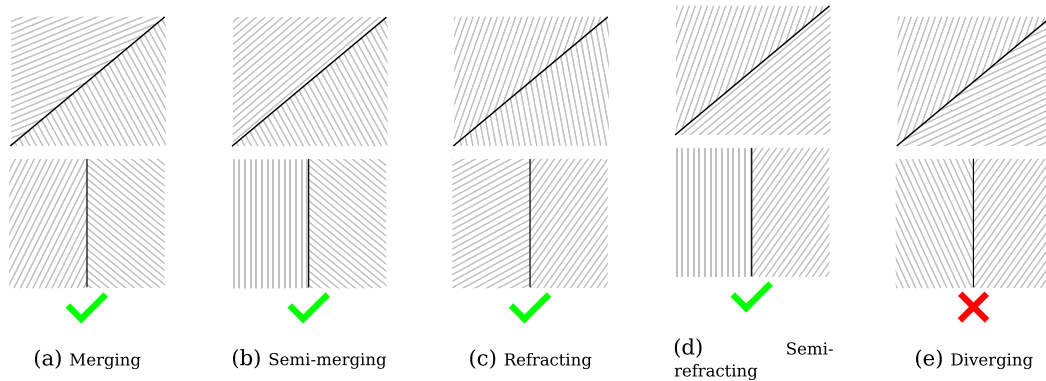 (a) Merging
(b) Semi-merging
(c) Refracting
(d) Semi-
refracting
(e) Diverging